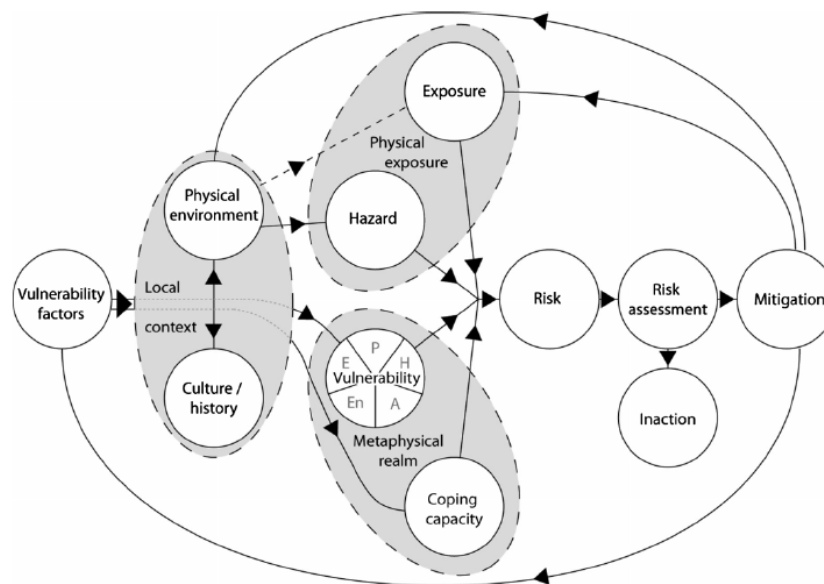 Exposure
Physical
exposure
Physical
environment
Hazard
Vulnerability
factors
Local
context
Risk
Risk
assessment
Mitigation
P
E
H
Vulnerability
En
A
Culture /
history
Metaphysical
realm
Inaction
Coping
capacity